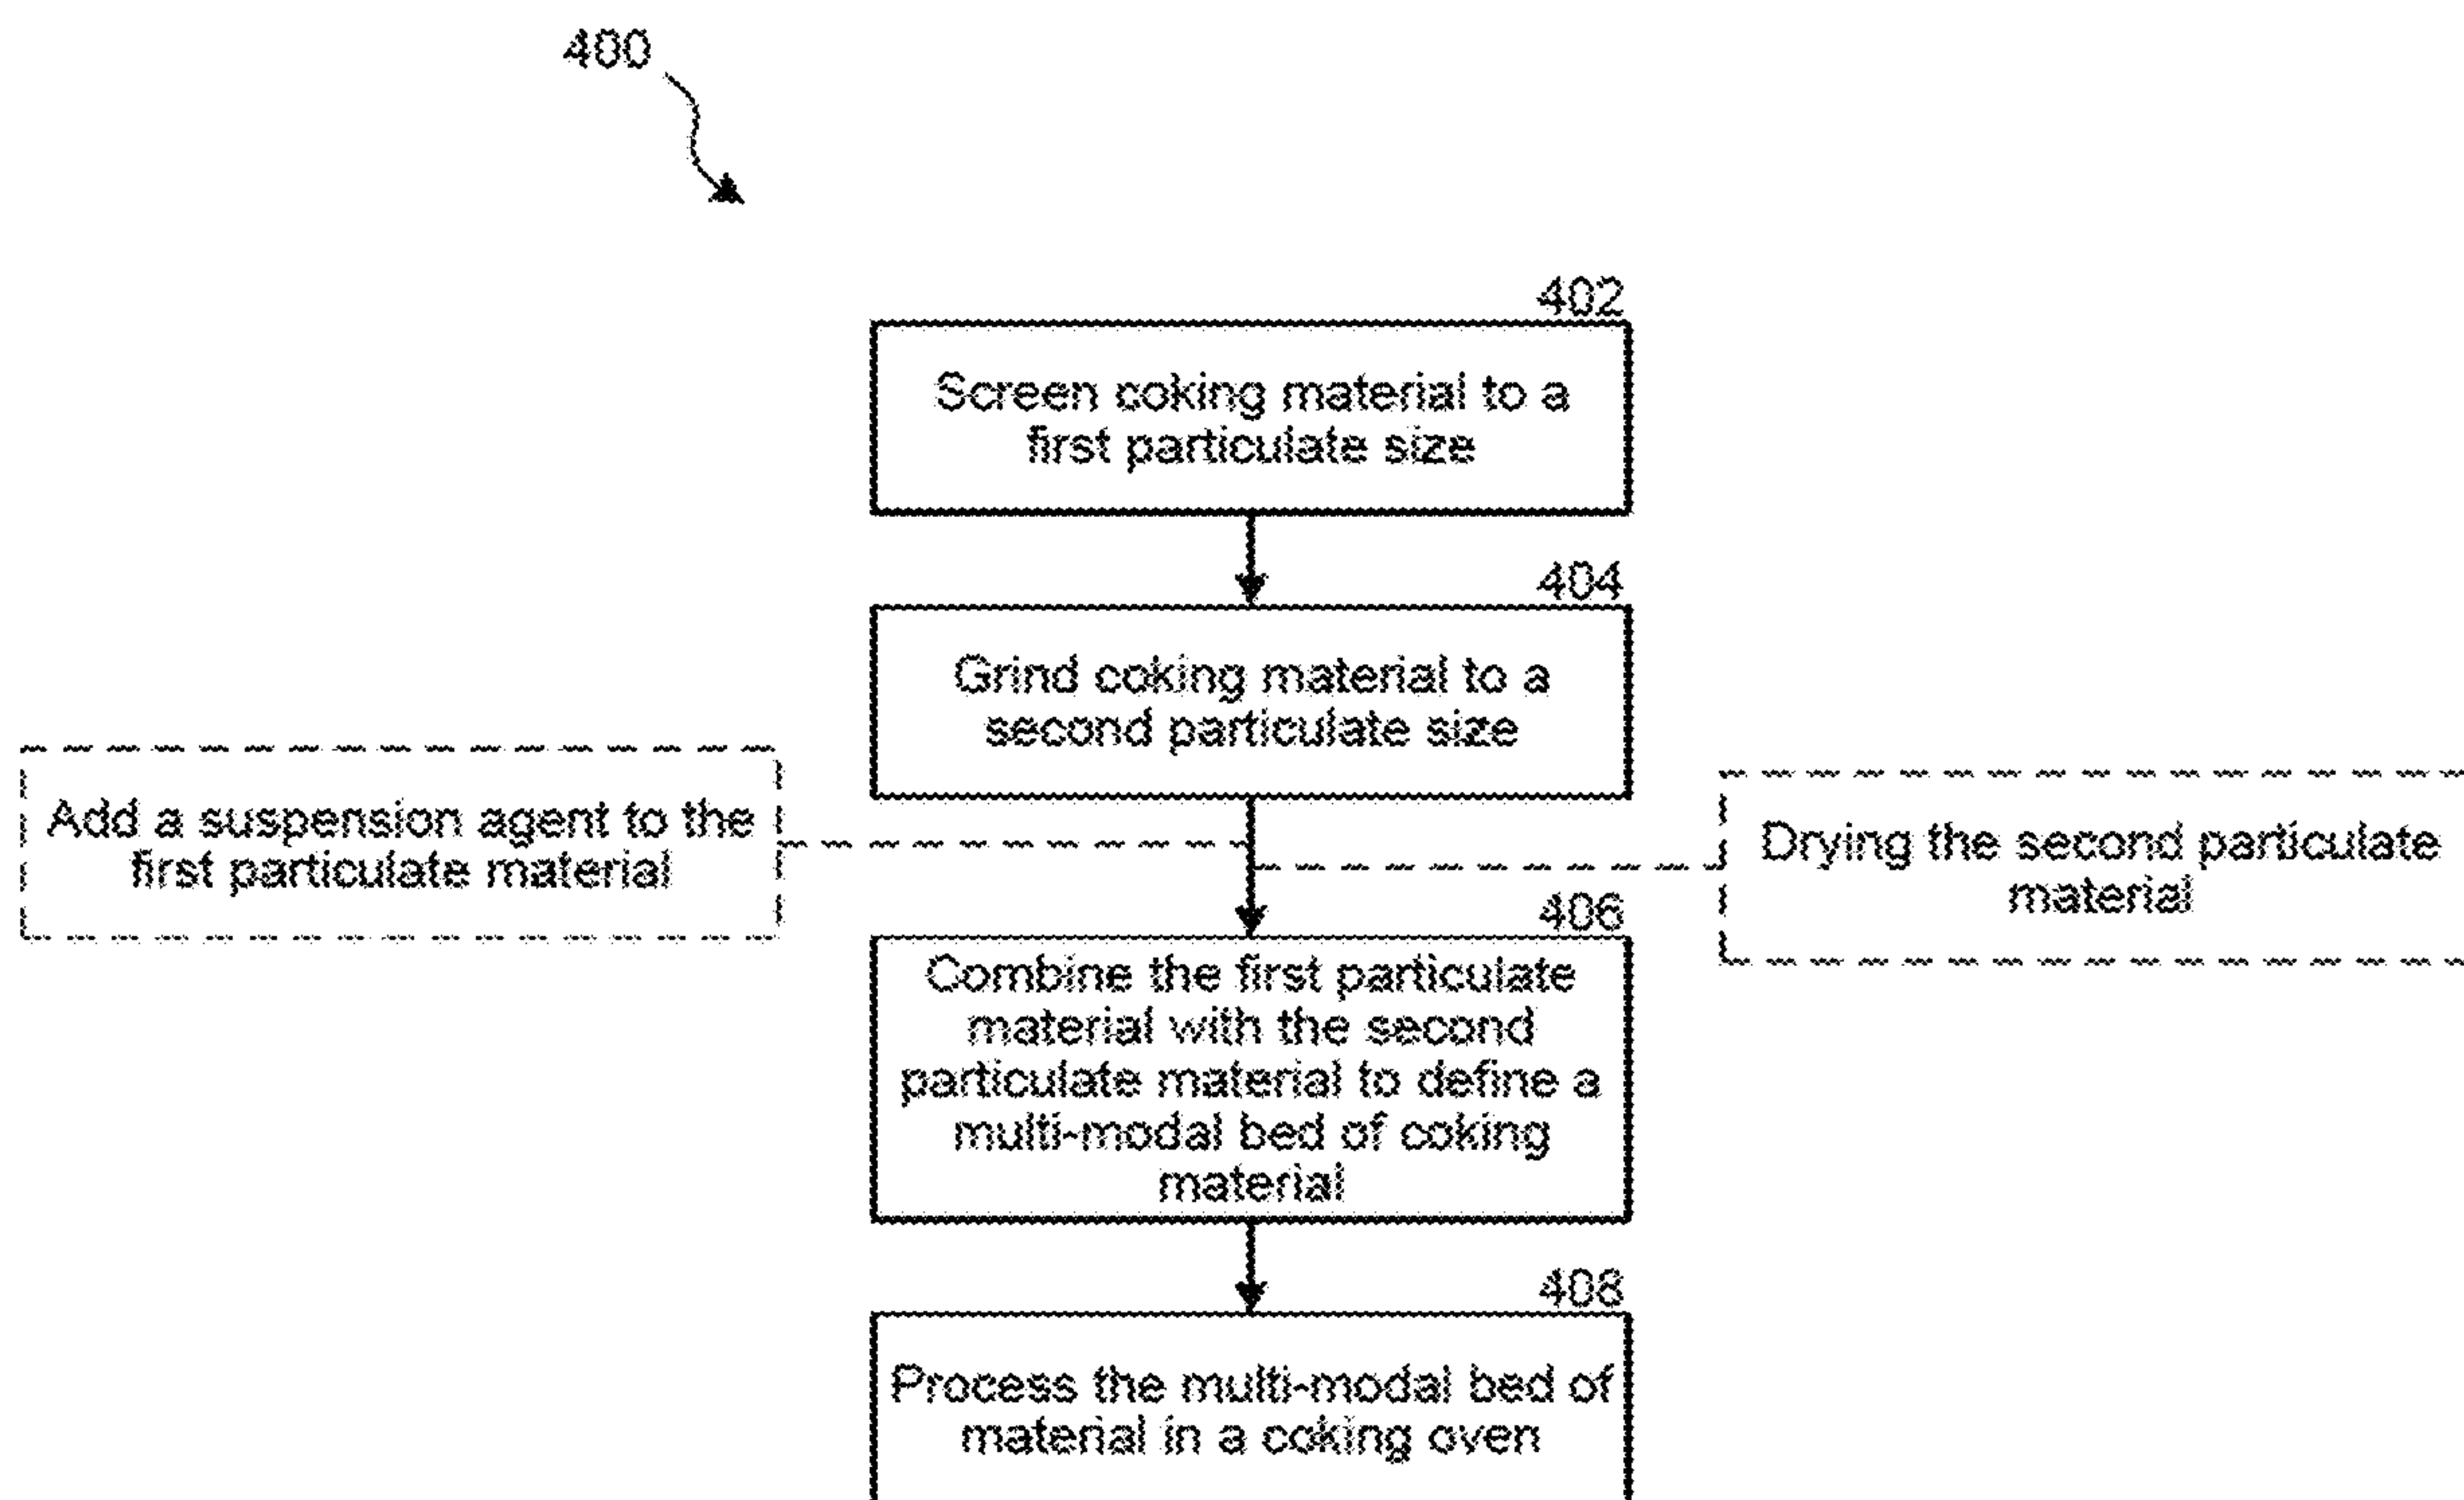 400
402
Screen coking material to a
first particulate size
404
Grind coking material to a
second particulate size
Add a suspension agent to the
first particulate material
Drying the second particulate
material
406
Combine the first particulate
material with the second
particulate material to define a
multi-modal bed of coking
material
408
Process the multi-modal bed of
material in a coking oven